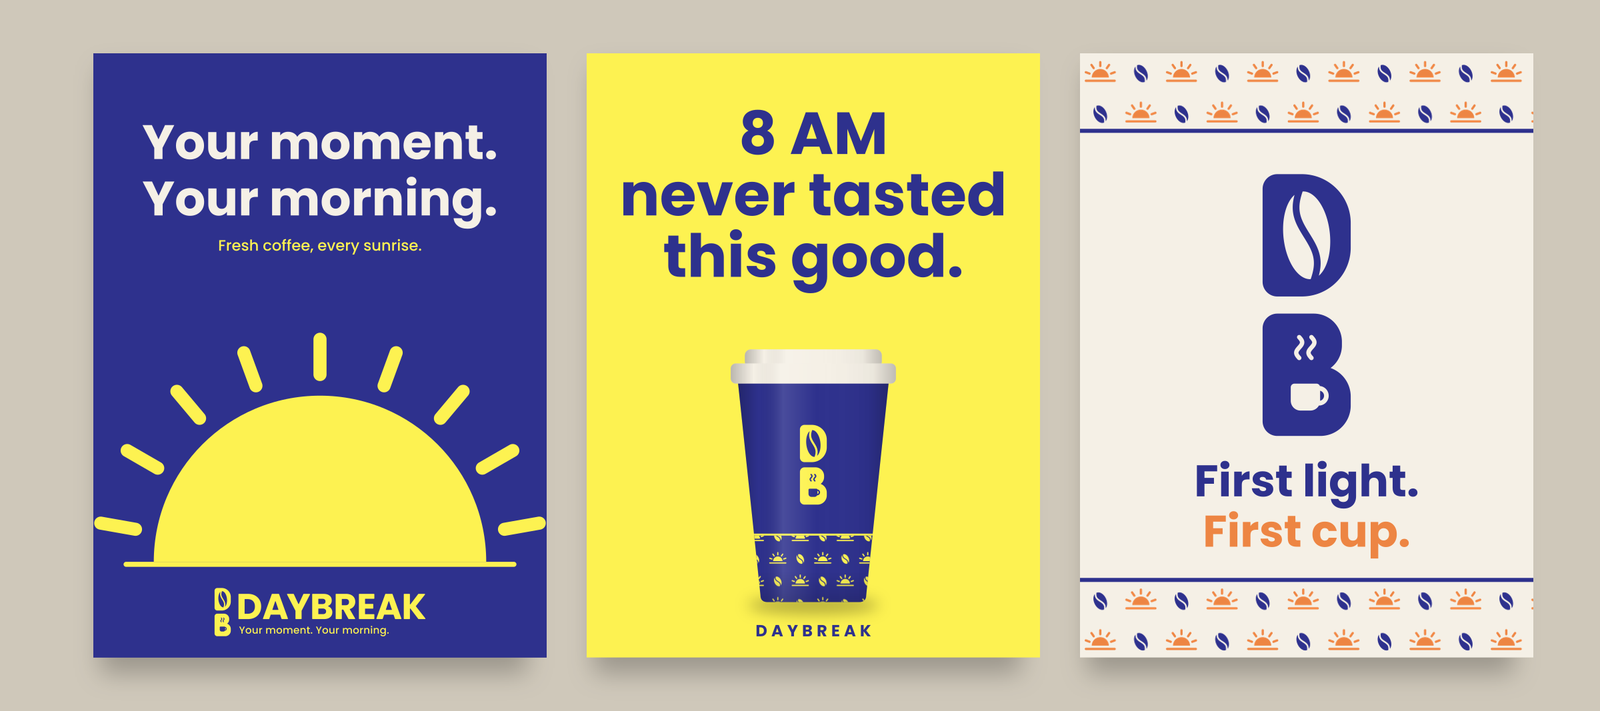 Your moment.
Your morning.
Fresh coffee, every sunrise.
DB
DAYBREAK
Your moment. Your morning.
8 AM
never tasted
this good.
D
B
DAYBREAK
D
B
First light.
First cup.